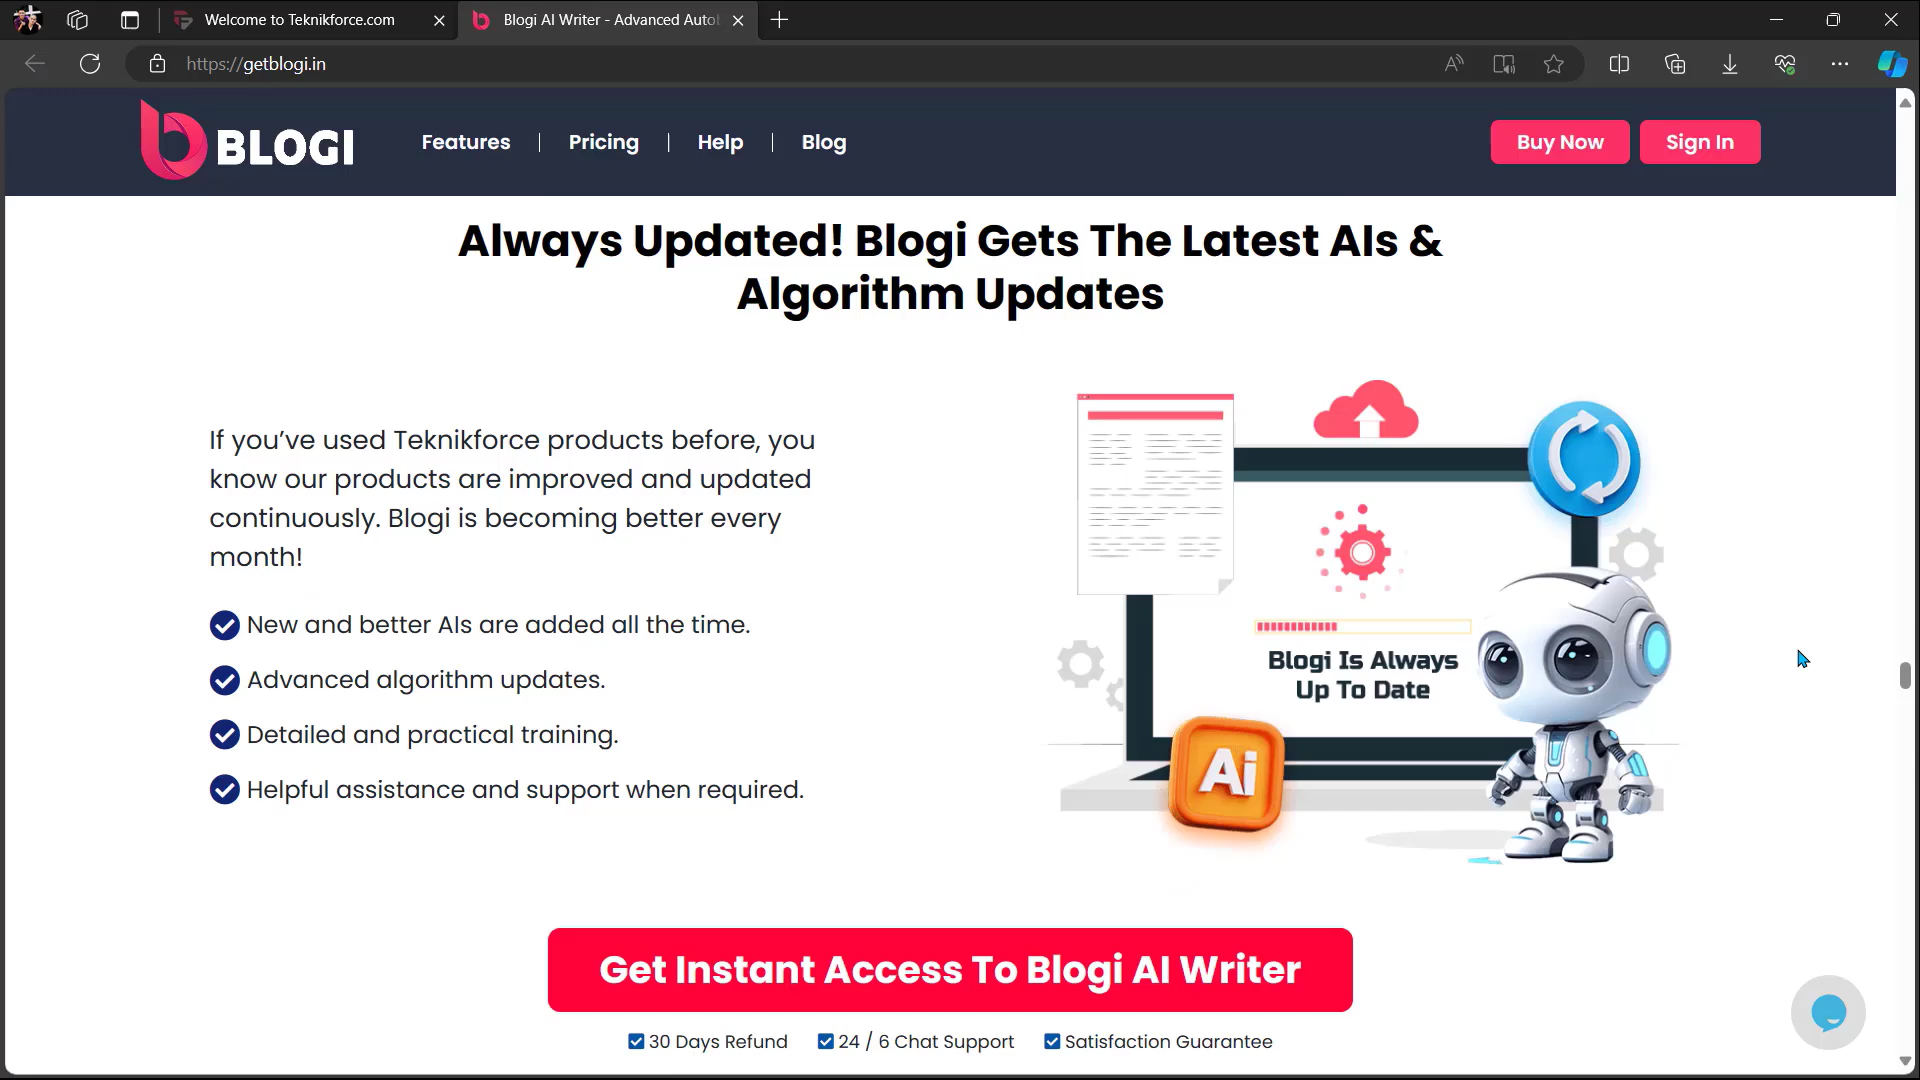 Welcome to Teknikforce.com
Blogi AI Writer - Advanced Autob
https://getblogi.in
BLOGI
Features
Pricing
Help
Blog
Buy Now
Sign In
Always Updated! Blogi Gets The Latest AIs &
Algorithm Updates
If you’ve used Teknikforce products before, you
know our products are improved and updated
continuously. Blogi is becoming better every
month!
New and better AIs are added all the time.
Advanced algorithm updates.
Detailed and practical training.
Helpful assistance and support when required.
Blogi Is Always
Up To Date
Ai
Get Instant Access To Blogi AI Writer
30 Days Refund
24 / 6 Chat Support
Satisfaction Guarantee